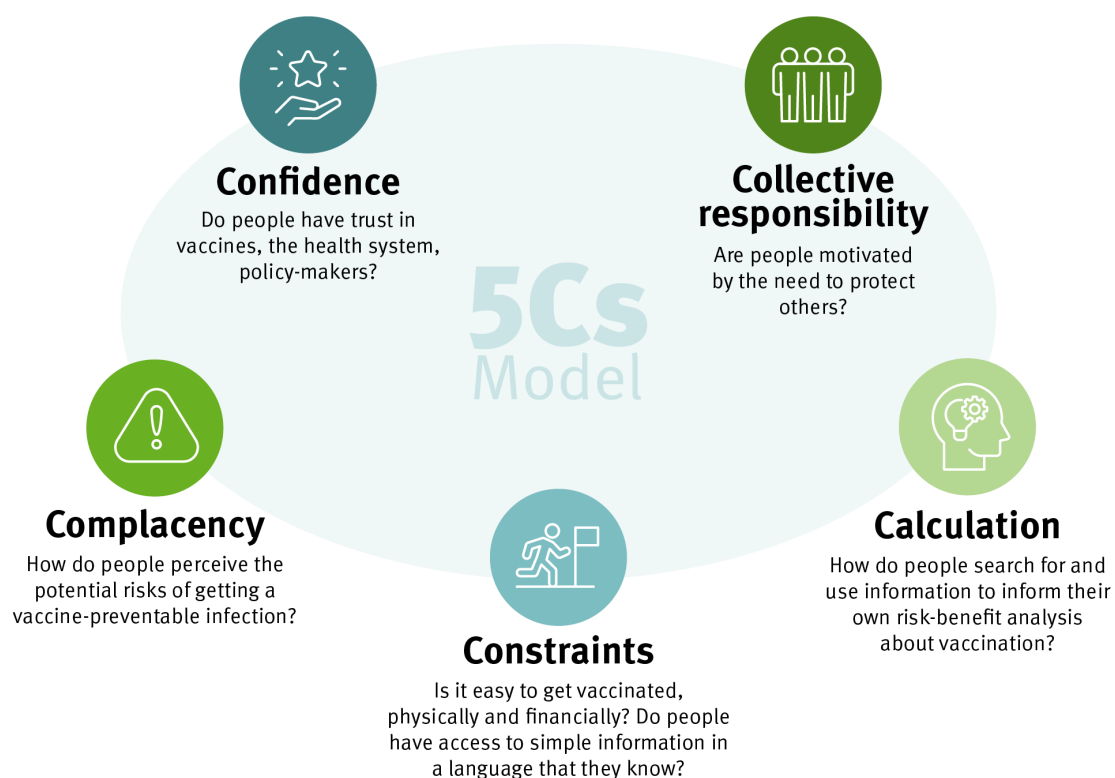 Confidence
Do people have trust in
vaccines, the health system,
policy-makers?
Collective
responsibility
Are people motivated
by the need to protect
others?
5Cs
Model
Complacency
How do people perceive the
potential risks of getting a
vaccine-preventable infection?
Constraints
Is it easy to get vaccinated,
physically and financially? Do people
have access to simple information in
a language that they know?
Calculation
How do people search for and
use information to inform their
own risk-benefit analysis
about vaccination?